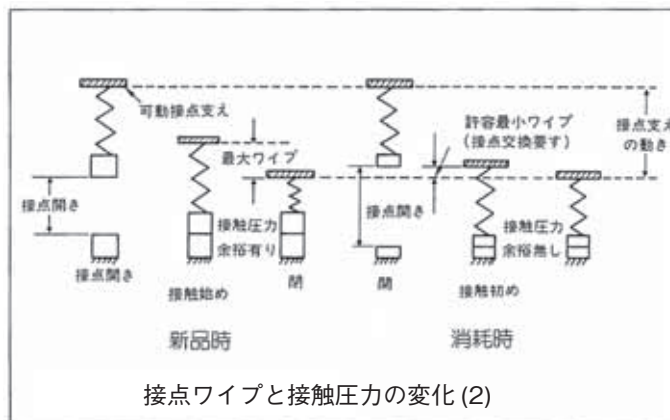 可動接点支え
最大ワイプ
接点開き
接触圧力
余裕有り
接点開き
接触始め
閉
新品時
許容最小ワイプ
(接点交換要す)
接点支え
の動き
接点開き
接触圧力
余裕無し
開
接触初め
閉
消耗時
接点ワイプと接触圧力の変化(2)